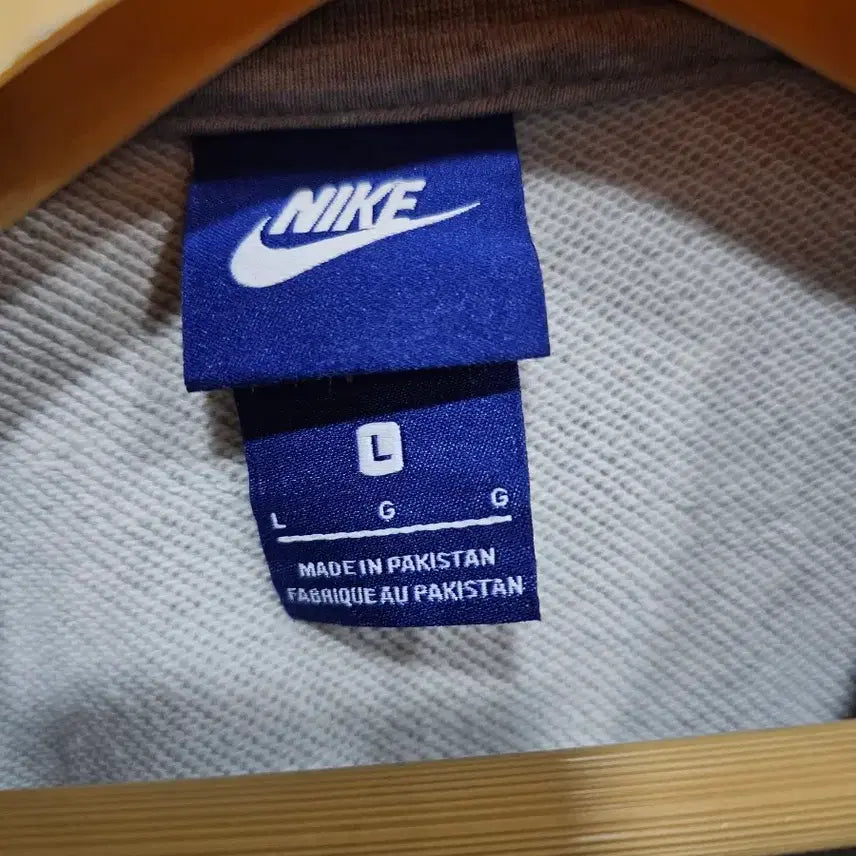 NIKE
L
L G G
MADE IN PAKISTAN
FABRIQUE AU PAKISTAN